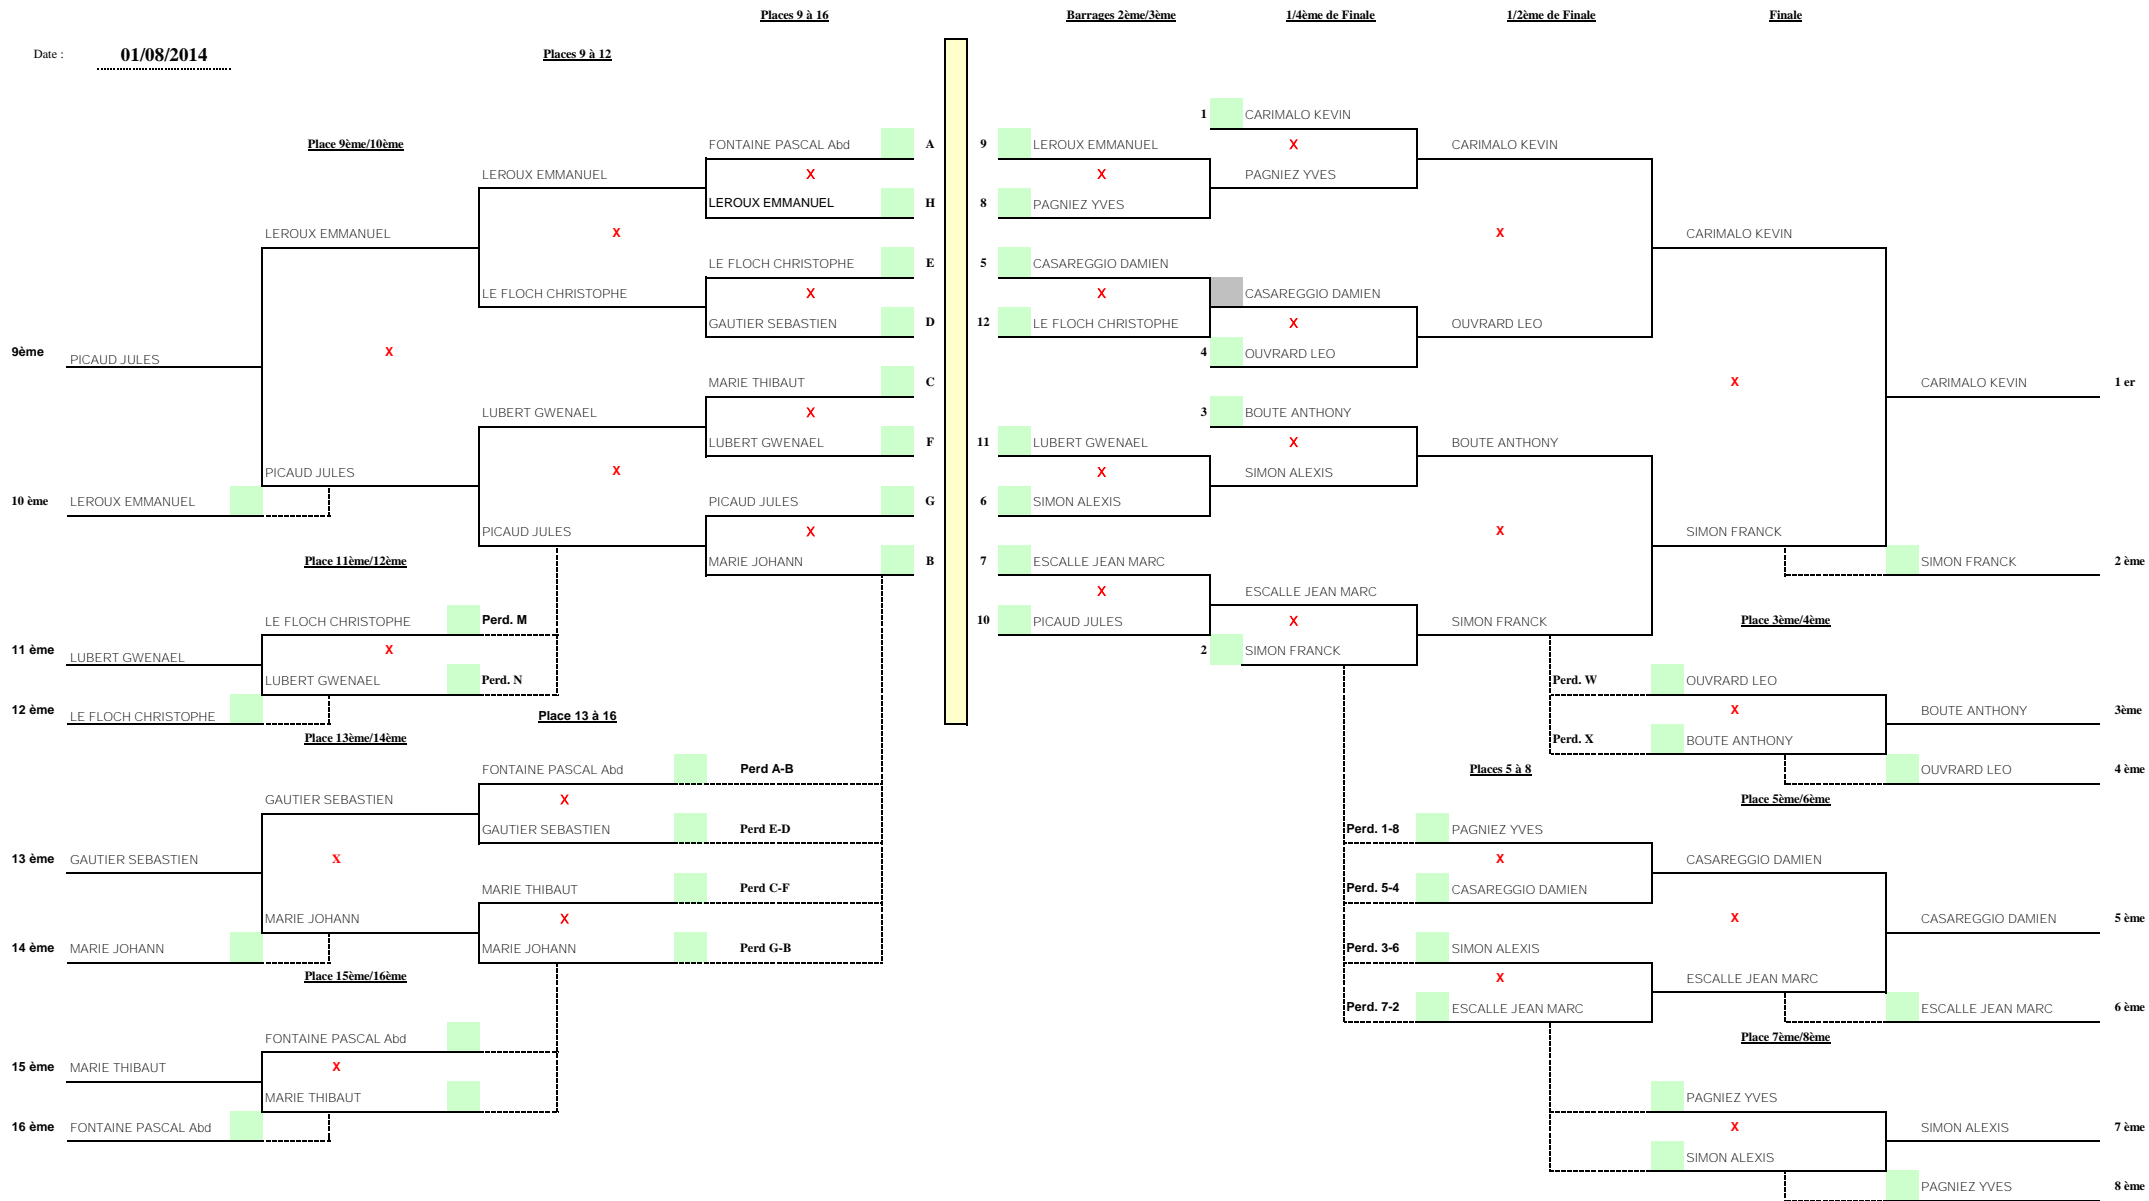 Places 9 à 16 Barrages 2ème/3ème 1/4ème de Finale 1/2ème de Finale Finale
Date : 01/08/2014 Places 9 à 12
1 CARIMALO KEVIN
Place 9ème/10ème FONTAINE PASCAL Abd A 9 LEROUX EMMANUEL X CARIMALO KEVIN
LEROUX EMMANUEL X X PAGNIEZ YVES
LEROUX EMMANUEL H 8 PAGNIEZ YVES
LEROUX EMMANUEL X X CARIMALO KEVIN
LE FLOCH CHRISTOPHE E 5 CASAREGGIO DAMIEN
LE FLOCH CHRISTOPHE X X CASAREGGIO DAMIEN
GAUTIER SEBASTIEN D 12 LE FLOCH CHRISTOPHE X OUVRARD LEO
9ème PICAUD JULES X 4 OUVRARD LEO
MARIE THIBAUT C X CARIMALO KEVIN 1 er
LUBERT GWENAEL X 3 BOUTE ANTHONY
LUBERT GWENAEL F 11 LUBERT GWENAEL X BOUTE ANTHONY
PICAUD JULES X X SIMON ALEXIS
10 ème LEROUX EMMANUEL PICAUD JULES G 6 SIMON ALEXIS
PICAUD JULES X X SIMON FRANCK
Place 11ème/12ème MARIE JOHANN B 7 ESCALLE JEAN MARC SIMON FRANCK 2 ème
X ESCALLE JEAN MARC
LE FLOCH CHRISTOPHE Perd. M 10 PICAUD JULES X SIMON FRANCK Place 3ème/4ème
11 ème LUBERT GWENAEL X 2 SIMON FRANCK
LUBERT GWENAEL Perd. N Perd. W OUVRARD LEO
12 ème LE FLOCH CHRISTOPHE Place 13 à 16 X BOUTE ANTHONY 3ème
Place 13ème/14ème Perd. X BOUTE ANTHONY
FONTAINE PASCAL Abd Perd A-B Places 5 à 8 OUVRARD LEO 4 ème
GAUTIER SEBASTIEN X Place 5ème/6ème
GAUTIER SEBASTIEN Perd E-D Perd. 1-8 PAGNIEZ YVES
13 ème GAUTIER SEBASTIEN X X CASAREGGIO DAMIEN
MARIE THIBAUT Perd C-F Perd. 5-4 CASAREGGIO DAMIEN
MARIE JOHANN X X CASAREGGIO DAMIEN 5 ème
14 ème MARIE JOHANN MARIE JOHANN Perd G-B Perd. 3-6 SIMON ALEXIS
Place 15ème/16ème X ESCALLE JEAN MARC
Perd. 7-2 ESCALLE JEAN MARC ESCALLE JEAN MARC 6 ème
FONTAINE PASCAL Abd Place 7ème/8ème
15 ème MARIE THIBAUT X
MARIE THIBAUT PAGNIEZ YVES
16 ème FONTAINE PASCAL Abd X SIMON ALEXIS 7 ème
SIMON ALEXIS
PAGNIEZ YVES 8 ème